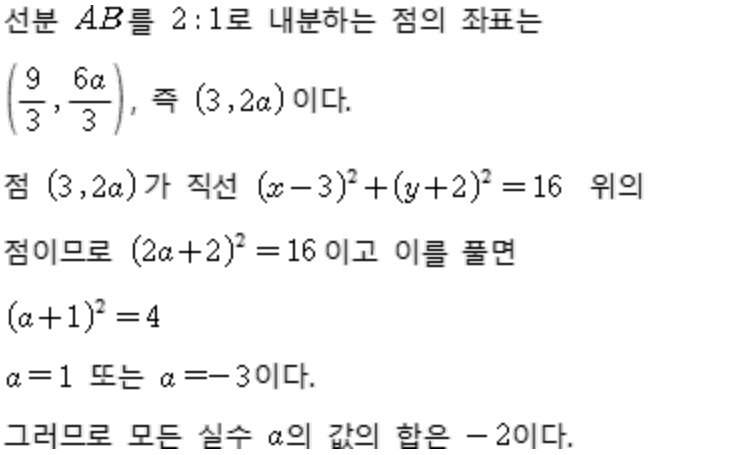 선분 AB를 2 : 1로 내분하는 점의 좌표는
(9/3, 6a/3), 즉 (3, 2a)이다.
점 (3, 2a)가 직선 (x-3)²+(y+2)²=16 위의
점이므로 (2a+2)²=16이고 이를 풀면
(a+1)²=4
a=1 또는 a=-3이다.
그러므로 모든 실수 a의 값의 합은 -2이다.